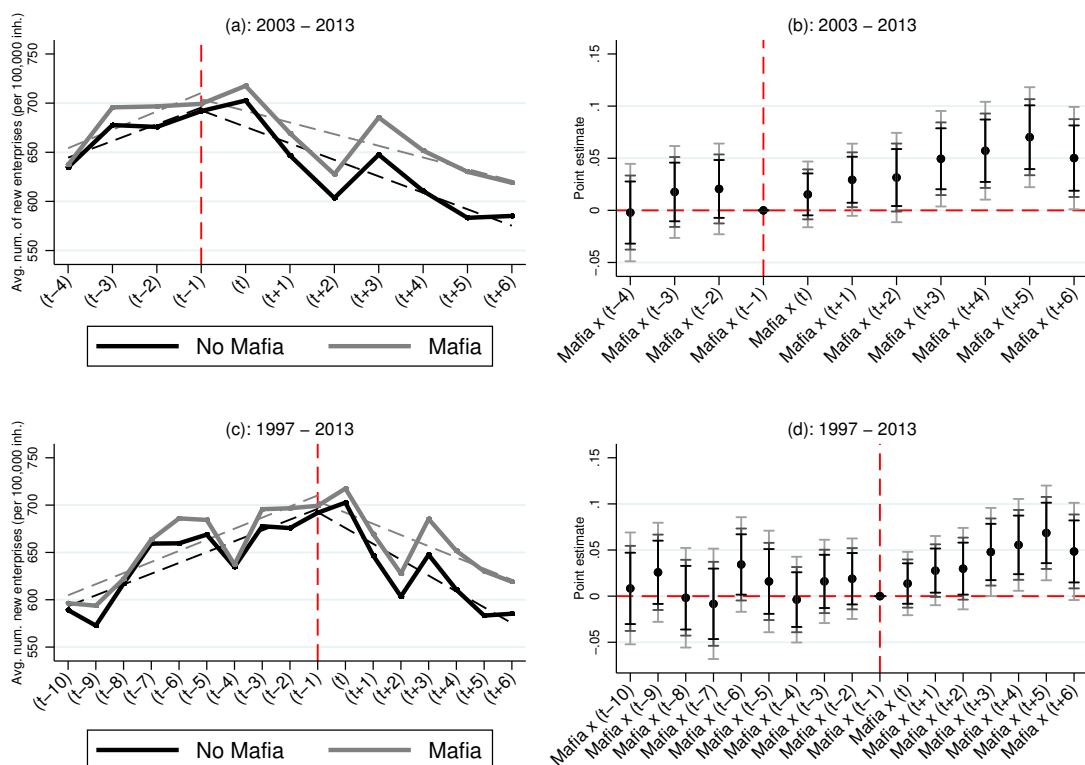 (a): 2003 – 2013
Avg. num. of new enterprises (per 100,000 inh.)
750
700
650
600
550
(t−4)
(t−3)
(t−2)
(t−1)
(t)
(t+1)
(t+2)
(t+3)
(t+4)
(t+5)
(t+6)
No Mafia
Mafia
(b): 2003 – 2013
Point estimate
.15
.1
.05
0
−.05
Mafia x (t−4)
Mafia x (t−3)
Mafia x (t−2)
Mafia x (t−1)
Mafia x (t)
Mafia x (t+1)
Mafia x (t+2)
Mafia x (t+3)
Mafia x (t+4)
Mafia x (t+5)
Mafia x (t+6)
(c): 1997 – 2013
Avg. num. new enterprises (per 100,000 inh.)
750
700
650
600
550
(t−10)
(t−9)
(t−8)
(t−7)
(t−6)
(t−5)
(t−4)
(t−3)
(t−2)
(t−1)
(t)
(t+1)
(t+2)
(t+3)
(t+4)
(t+5)
(t+6)
No Mafia
Mafia
(d): 1997 – 2013
Point estimate
.15
.1
.05
0
−.05
Mafia x (t−10)
Mafia x (t−9)
Mafia x (t−8)
Mafia x (t−7)
Mafia x (t−6)
Mafia x (t−5)
Mafia x (t−4)
Mafia x (t−3)
Mafia x (t−2)
Mafia x (t−1)
Mafia x (t)
Mafia x (t+1)
Mafia x (t+2)
Mafia x (t+3)
Mafia x (t+4)
Mafia x (t+5)
Mafia x (t+6)